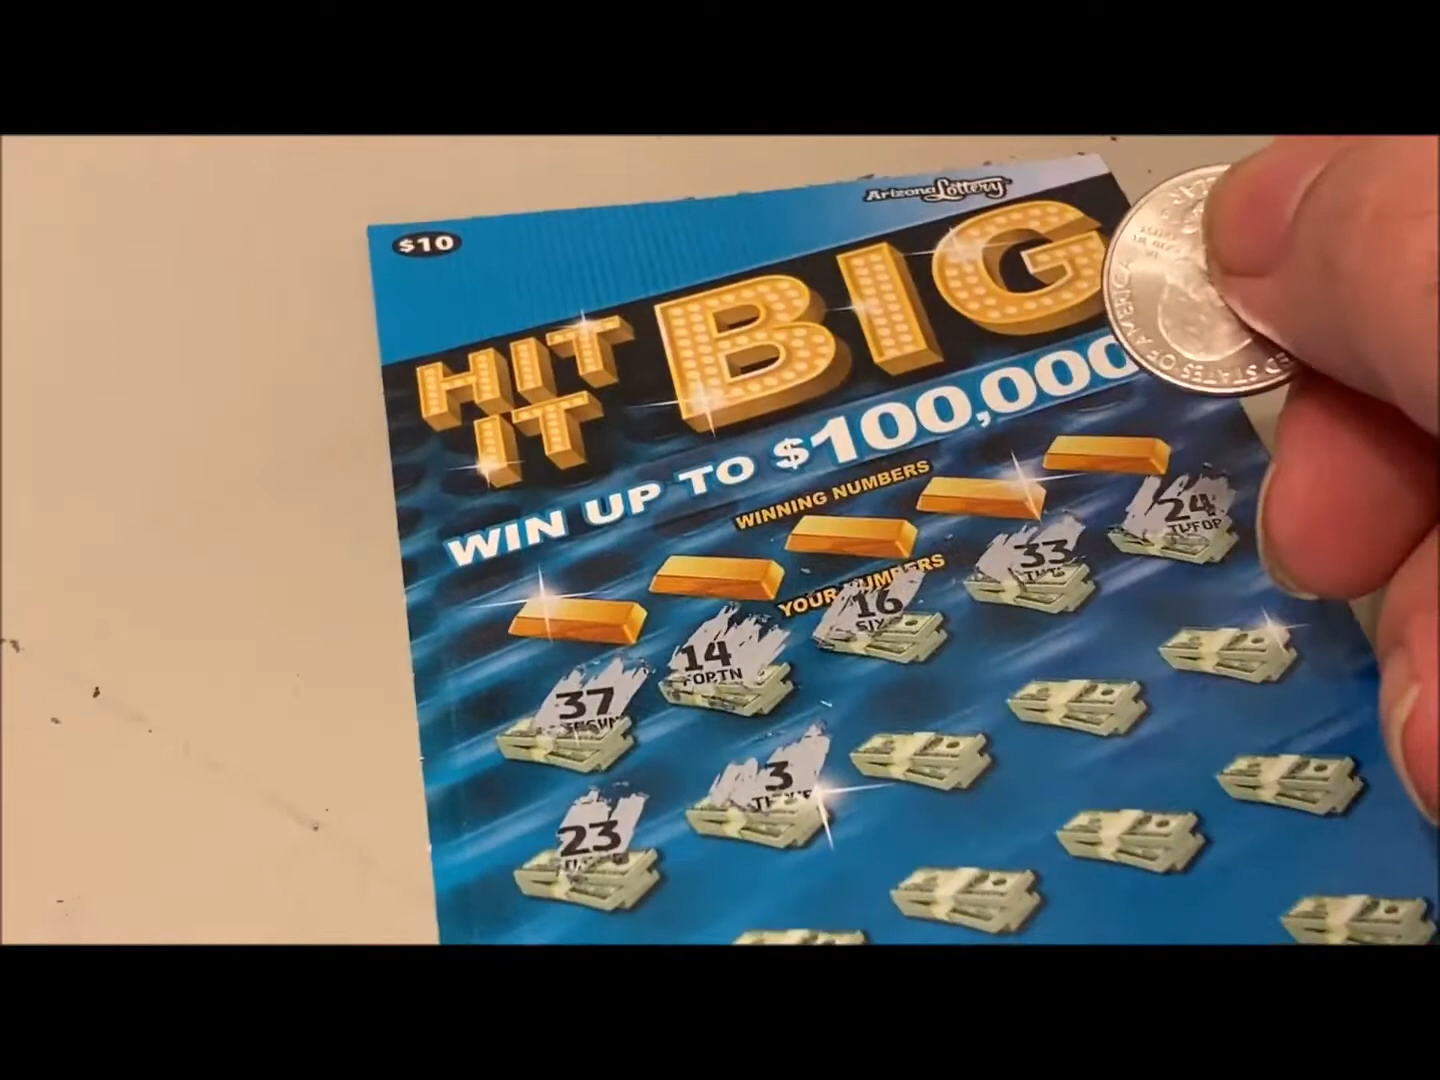 Arizona Lottery
$10
HIT IT BIG
WIN UP TO $100,000
WINNING NUMBERS
YOUR NUMBERS
24
TWFOR
33
16
SIX
14
FORTN
37
3
23